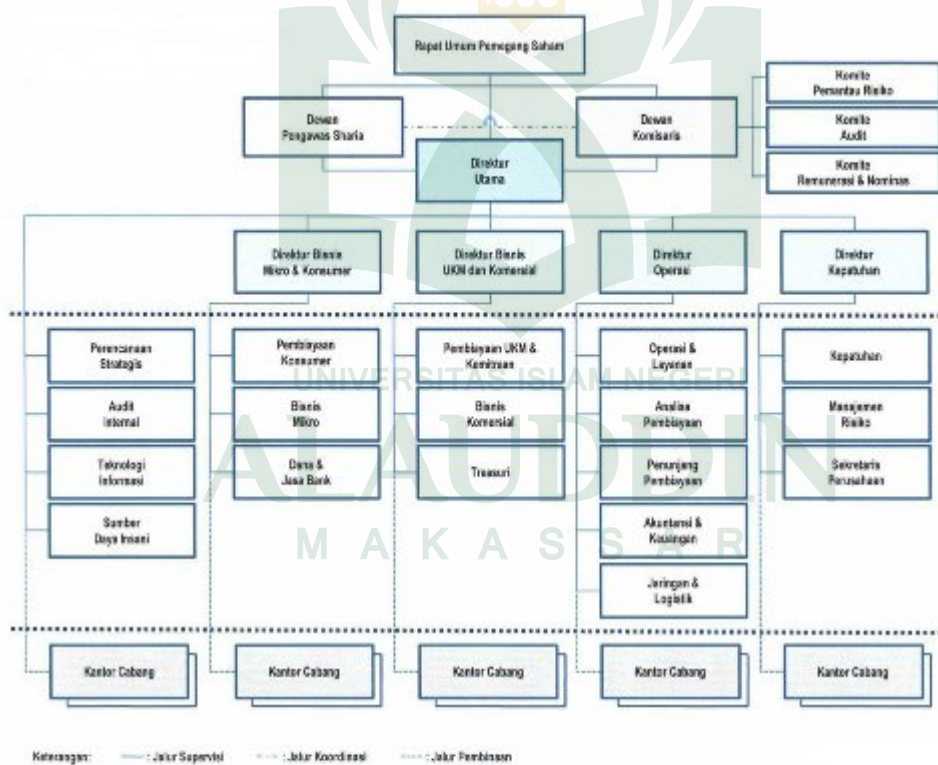 Rapat Umum Pemegang Saham
Dewan
Pengawas Sharia
Dewan
Komisaris
Komite
Pemantau Risiko
Komite
Audit
Komite
Remunerasi & Nominas
Direktur
Utama
Direktur Bisnis
Mikro & Konsumer
Direktur Bisnis
UKM dan Komersial
Direktur
Operasi
Direktur
Kepatuhan
Perencanaan
Strategis
Audit
Internal
Teknologi
Informasi
Sumber
Daya Insani
Pembiayaan
Konsumer
Bisnis
Mikro
Dana &
Jasa Bank
Pembiayaan UKM &
Kemitraan
Bisnis
Komersial
Treasuri
Operasi &
Layanan
Analisa
Pembiayaan
Penunjang
Pembiayaan
Akuntansi &
Keuangan
Jaringan &
Logistik
Kepatuhan
Manajemen
Risiko
Sekretaris
Perusahaan
UNIVERSITAS ISLAM NEGERI
ALAUDDIN
MAKASSAR
Kantor Cabang
Kantor Cabang
Kantor Cabang
Kantor Cabang
Kantor Cabang
Keterangan: : Jalur Supervisi : Jalur Koordinasi : Jalur Pembinaan